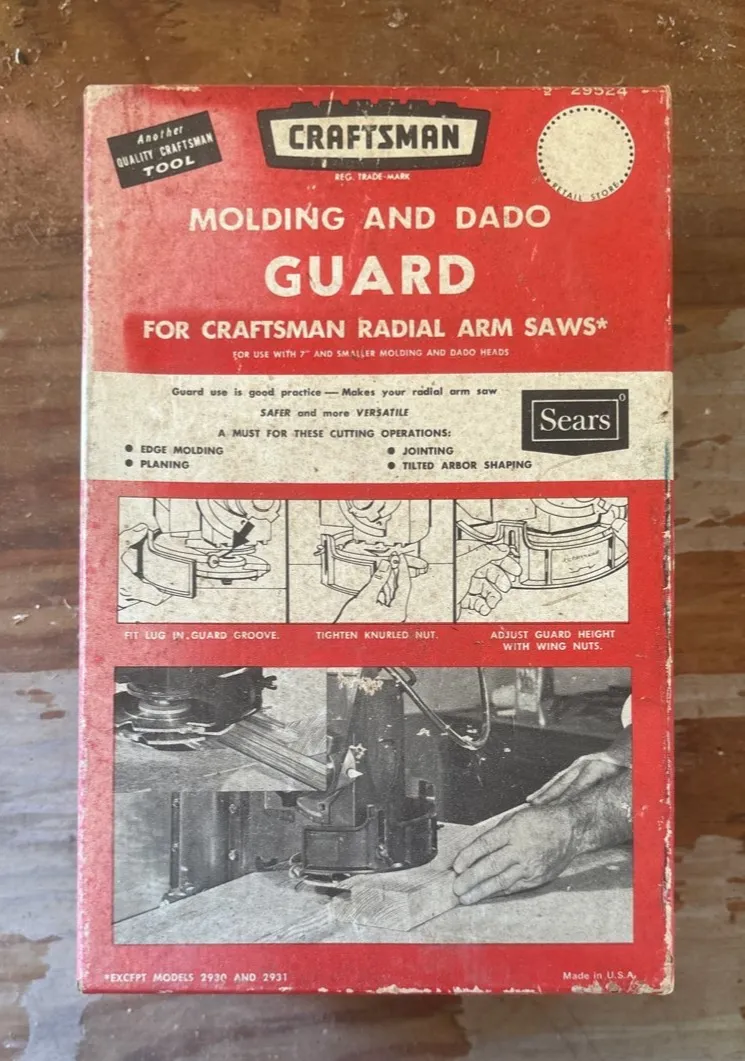 9 29524
Another
QUALITY CRAFTSMAN
TOOL
CRAFTSMAN
REG. TRADE-MARK
RETAIL STORE
MOLDING AND DADO
GUARD
FOR CRAFTSMAN RADIAL ARM SAWS*
FOR USE WITH 7" AND SMALLER MOLDING AND DADO HEADS
Guard use is good practice — Makes your radial arm saw
SAFER and more VERSATILE
A MUST FOR THESE CUTTING OPERATIONS:
● EDGE MOLDING
● PLANING
● JOINTING
● TILTED ARBOR SHAPING
Sears
CRAFTSMAN
FIT LUG IN GUARD GROOVE.
TIGHTEN KNURLED NUT.
ADJUST GUARD HEIGHT
WITH WING NUTS.
*EXCEPT MODELS 2930 AND 2931
Made in U.S.A.